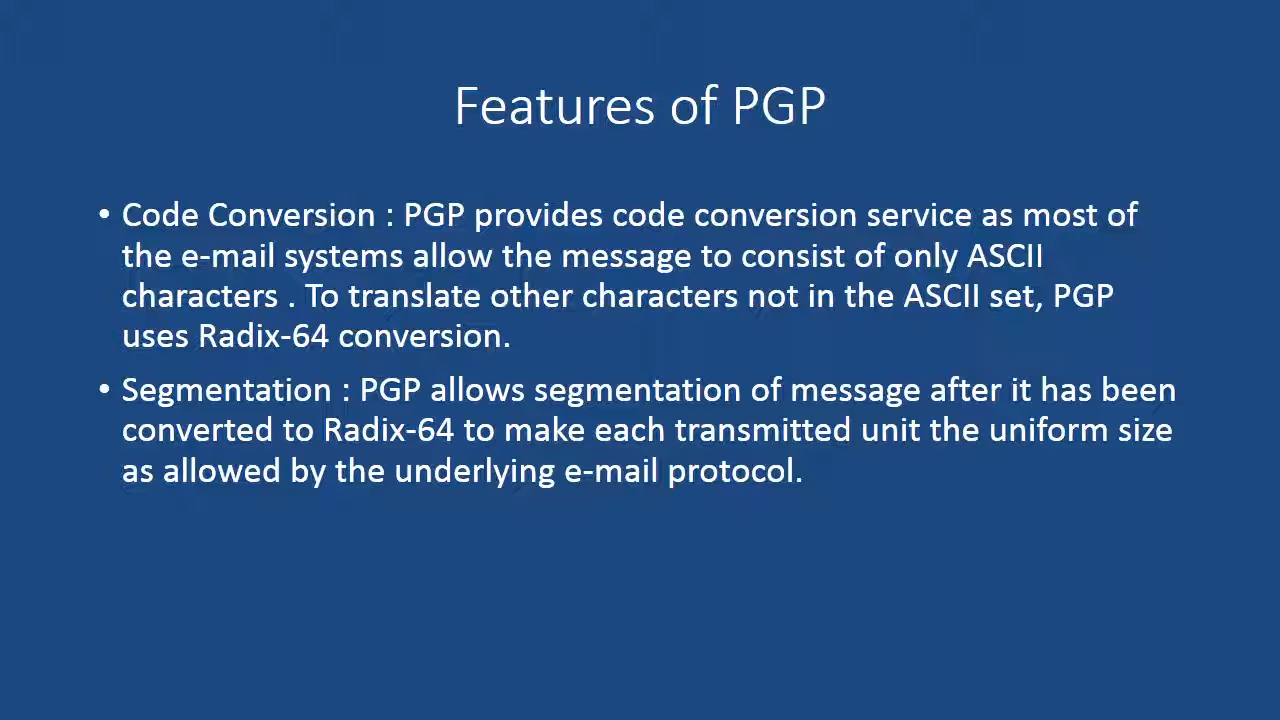 Features of PGP
• Code Conversion : PGP provides code conversion service as most of
the e-mail systems allow the message to consist of only ASCII
characters . To translate other characters not in the ASCII set, PGP
uses Radix-64 conversion.
• Segmentation : PGP allows segmentation of message after it has been
converted to Radix-64 to make each transmitted unit the uniform size
as allowed by the underlying e-mail protocol.